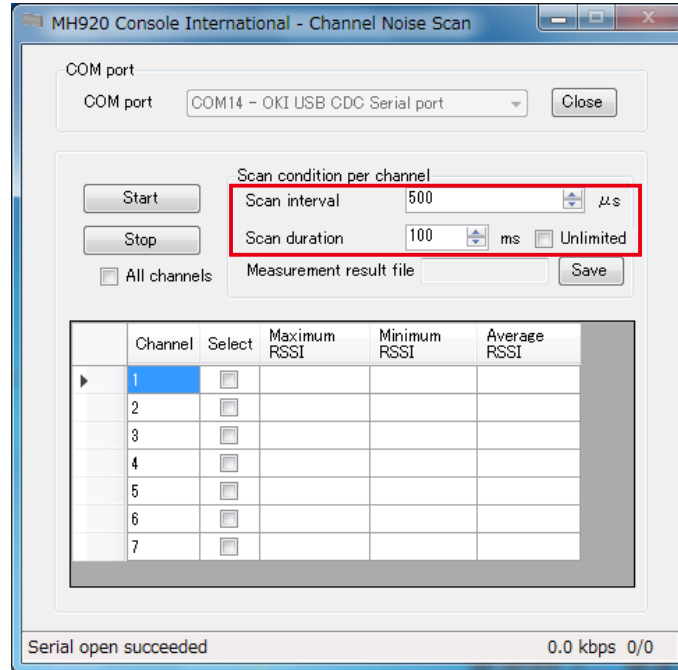 MH920 Console International - Channel Noise Scan
COM port
COM port COM14 - OKI USB CDC Serial port Close
Scan condition per channel
Start Scan interval 500 μs
Stop Scan duration 100 ms Unlimited
All channels Measurement result file Save
Channel Select Maximum RSSI Minimum RSSI Average RSSI
1
2
3
4
5
6
7
Serial open succeeded 0.0 kbps 0/0